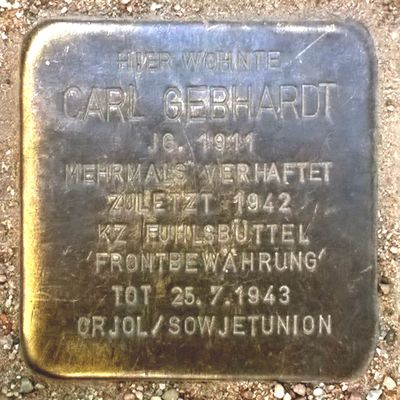 HIER WOHNTE
CARL GEBHARDT
JG. 1911
MEHRMALS VERHAFTET
ZULETZT 1942
KZ FUHLSBÜTTEL
'FRONTBEWÄHRUNG'
TOT 25.7.1943
ORJOL/SOWJETUNION